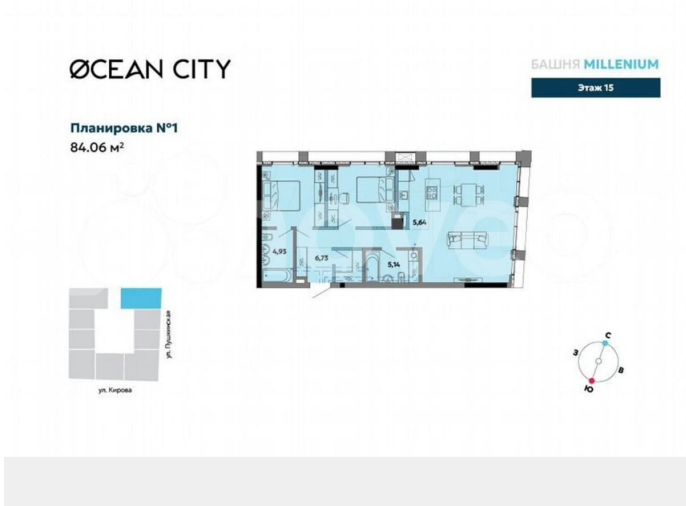 ØCEAN CITY
БАШНЯ MILLENIUM
Этаж 15
Планировка №1
84.06 м²
5,64
4,93
6,73
5,14
ул. Пушкинская
ул. Кирова
С
З
В
Ю